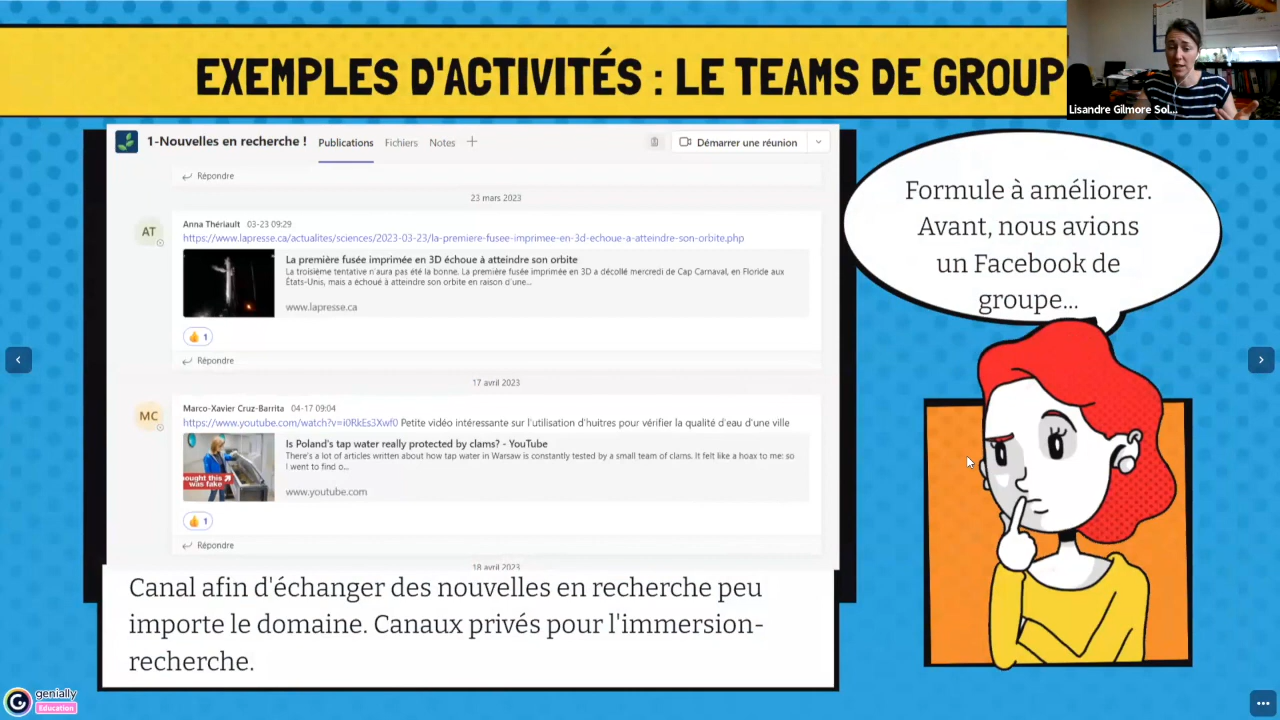 EXEMPLES D'ACTIVITÉS : LE TEAMS DE GROUP
Lisandre Gilmore Sol...
1-Nouvelles en recherche !
Publications
Fichiers
Notes
Démarrer une réunion
Répondre
23 mars 2023
AT
Anna Thériault 03-23 09:29
https://www.lapresse.ca/actualites/sciences/2023-03-23/la-premiere-fusee-imprimee-en-3d-echoue-a-atteindre-son-orbite.php
La première fusée imprimée en 3D échoue à atteindre son orbite
La troisième tentative n'aura pas été la bonne. La première fusée imprimée en 3D a décollé mercredi de Cap Carnaval, en Floride aux
États-Unis, mais a échoué à atteindre son orbite en raison d'une...
www.lapresse.ca
1
Répondre
17 avril 2023
MC
Marco-Xavier Cruz-Barrita 04-17 09:04
https://www.youtube.com/watch?v=i0RkEs3Xwf0 Petite vidéo intéressante sur l'utilisation d'huitres pour vérifier la qualité d'eau d'une ville
Is Poland's tap water really protected by clams? - YouTube
There's a lot of articles written about how tap water in Warsaw is constantly tested by a small team of clams. It felt like a hoax to me: so
I went to find o...
ought this
was fake
www.youtube.com
1
Répondre
18 avril 2023
Canal afin d'échanger des nouvelles en recherche peu
importe le domaine. Canaux privés pour l'immersion-
recherche.
Formule à améliorer.
Avant, nous avions
un Facebook de
groupe...
genially
Education